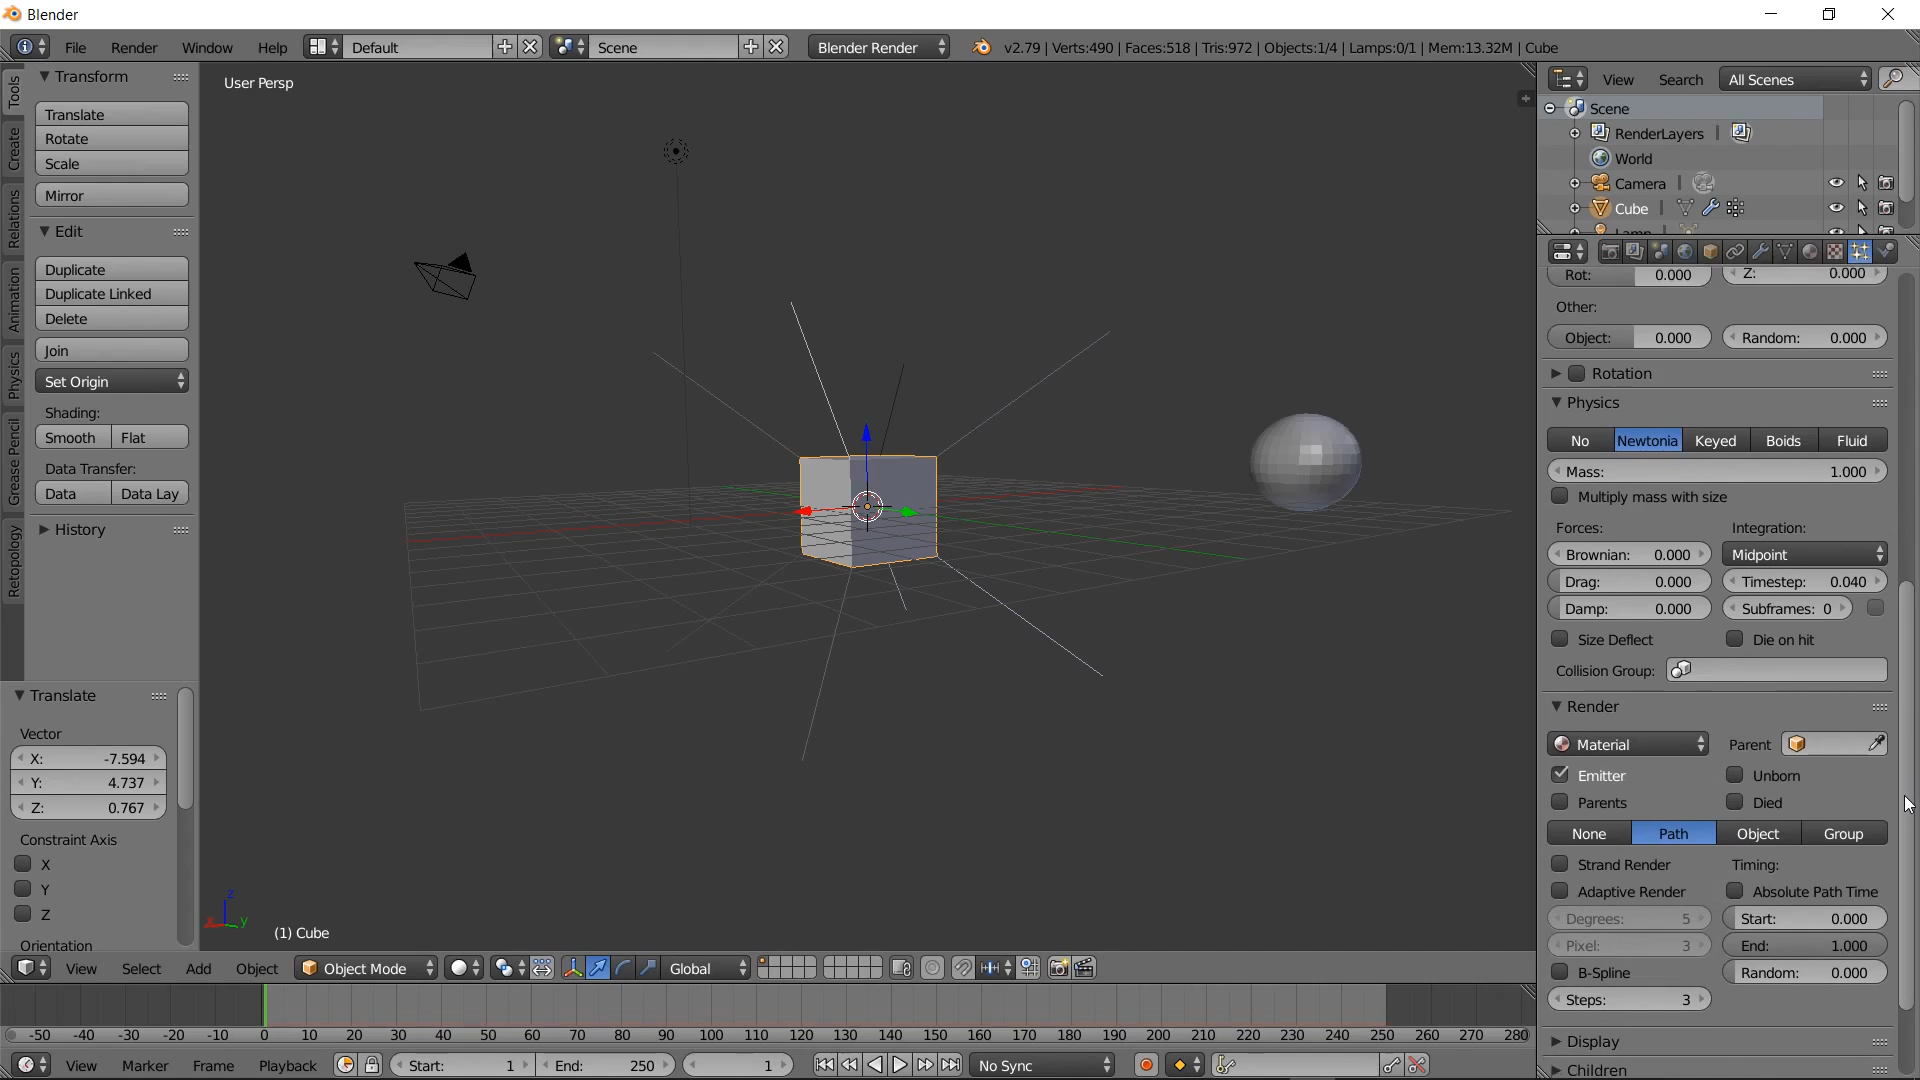 Blender
File Render Window Help Default Scene Blender Render v2.79 | Verts:490 | Faces:518 | Tris:972 | Objects:1/4 | Lamps:0/1 | Mem:13.32M | Cube
Tools
Create
Relations
Animation
Physics
Grease Pencil
Retopology
Transform
Translate
Rotate
Scale
Mirror
Edit
Duplicate
Duplicate Linked
Delete
Join
Set Origin
Shading:
Smooth Flat
Data Transfer:
Data Data Lay
History
Translate
Vector
X: -7.594
Y: 4.737
Z: 0.767
Constraint Axis
X
Y
Z
Orientation
User Persp
(1) Cube
View Select Add Object Object Mode Global
-50 -40 -30 -20 -10 0 10 20 30 40 50 60 70 80 90 100 110 120 130 140 150 160 170 180 190 200 210 220 230 240 250 260 270 280
View Marker Frame Playback Start: 1 End: 250 1 No Sync
View Search All Scenes
Scene
RenderLayers |
World
Camera |
Cube |
Lamp
Rot: 0.000 Z: 0.000
Other:
Object: 0.000 Random: 0.000
Rotation
Physics
No Newtonia Keyed Boids Fluid
Mass: 1.000
Multiply mass with size
Forces: Integration:
Brownian: 0.000 Midpoint
Drag: 0.000 Timestep: 0.040
Damp: 0.000 Subframes: 0
Size Deflect Die on hit
Collision Group:
Render
Material Parent
Emitter Unborn
Parents Died
None Path Object Group
Strand Render Timing:
Adaptive Render Absolute Path Time
Degrees: 5 Start: 0.000
Pixel: 3 End: 1.000
B-Spline Random: 0.000
Steps: 3
Display
Children